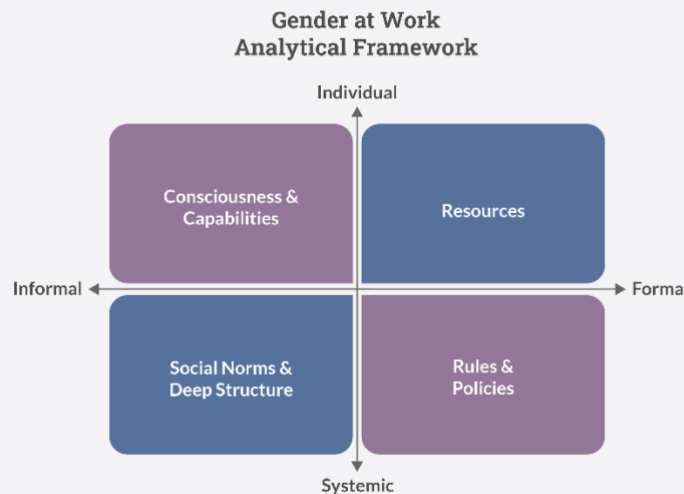 Gender at Work
Analytical Framework
Individual
Consciousness &
Capabilities
Resources
Informal
Forma
Social Norms &
Deep Structure
Rules &
Policies
Systemic